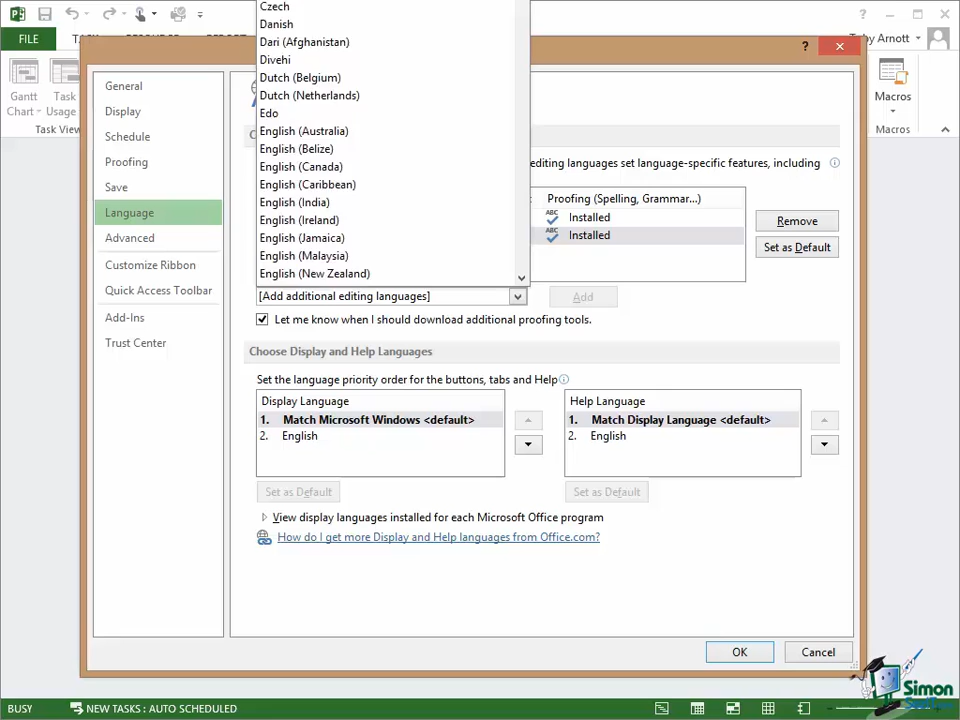 FILE
Toby Arnott
Gantt
Chart
Task
Usage
Task View
Macros
Macros
General
Display
Schedule
Proofing
Save
Language
Advanced
Customize Ribbon
Quick Access Toolbar
Add-Ins
Trust Center
Czech
Danish
Dari (Afghanistan)
Divehi
Dutch (Belgium)
Dutch (Netherlands)
Edo
English (Australia)
English (Belize)
English (Canada)
English (Caribbean)
English (India)
English (Ireland)
English (Jamaica)
English (Malaysia)
English (New Zealand)
editing languages set language-specific features, including
Proofing (Spelling, Grammar...)
Installed
Installed
Remove
Set as Default
[Add additional editing languages]
Add
Let me know when I should download additional proofing tools.
Choose Display and Help Languages
Set the language priority order for the buttons, tabs and Help
Display Language
1. Match Microsoft Windows <default>
2. English
Set as Default
Help Language
1. Match Display Language <default>
2. English
Set as Default
View display languages installed for each Microsoft Office program
How do I get more Display and Help languages from Office.com?
OK
Cancel
BUSY
NEW TASKS : AUTO SCHEDULED
Simon